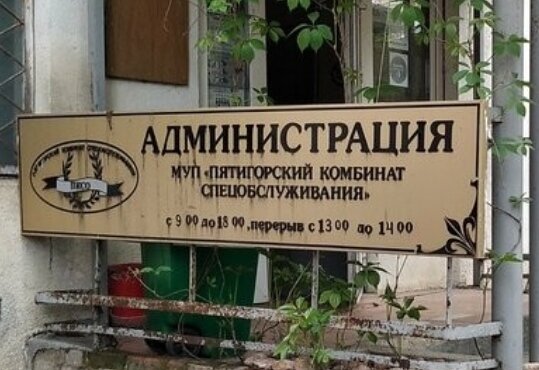 АДМИНИСТРАЦИЯ
МУП "ПЯТИГОРСКИЙ КОМБИНАТ
СПЕЦОБСЛУЖИВАНИЯ"
с 9 00 до 18 00, перерыв с 13 00 до 14 00